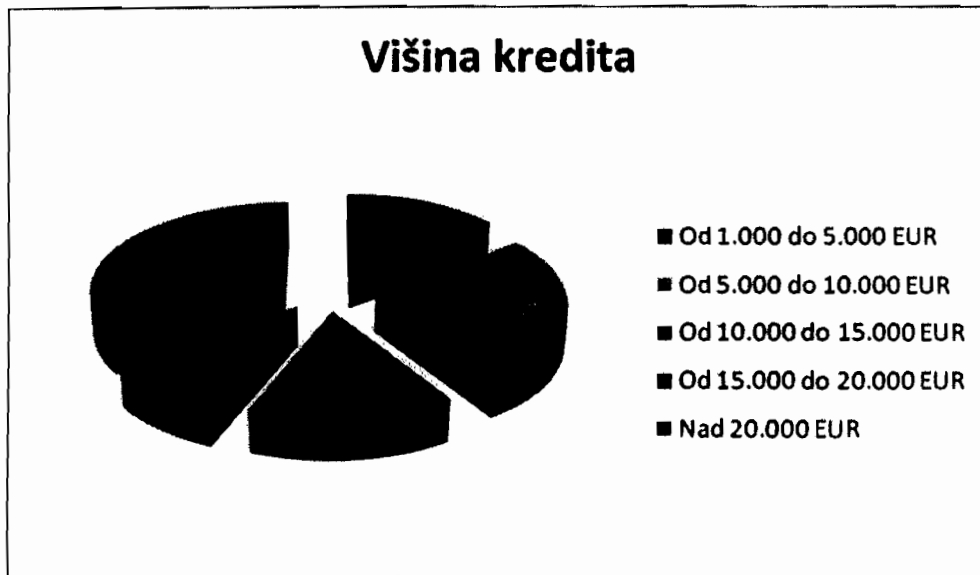 Višina kredita
Od 1.000 do 5.000 EUR
Od 5.000 do 10.000 EUR
Od 10.000 do 15.000 EUR
Od 15.000 do 20.000 EUR
Nad 20.000 EUR